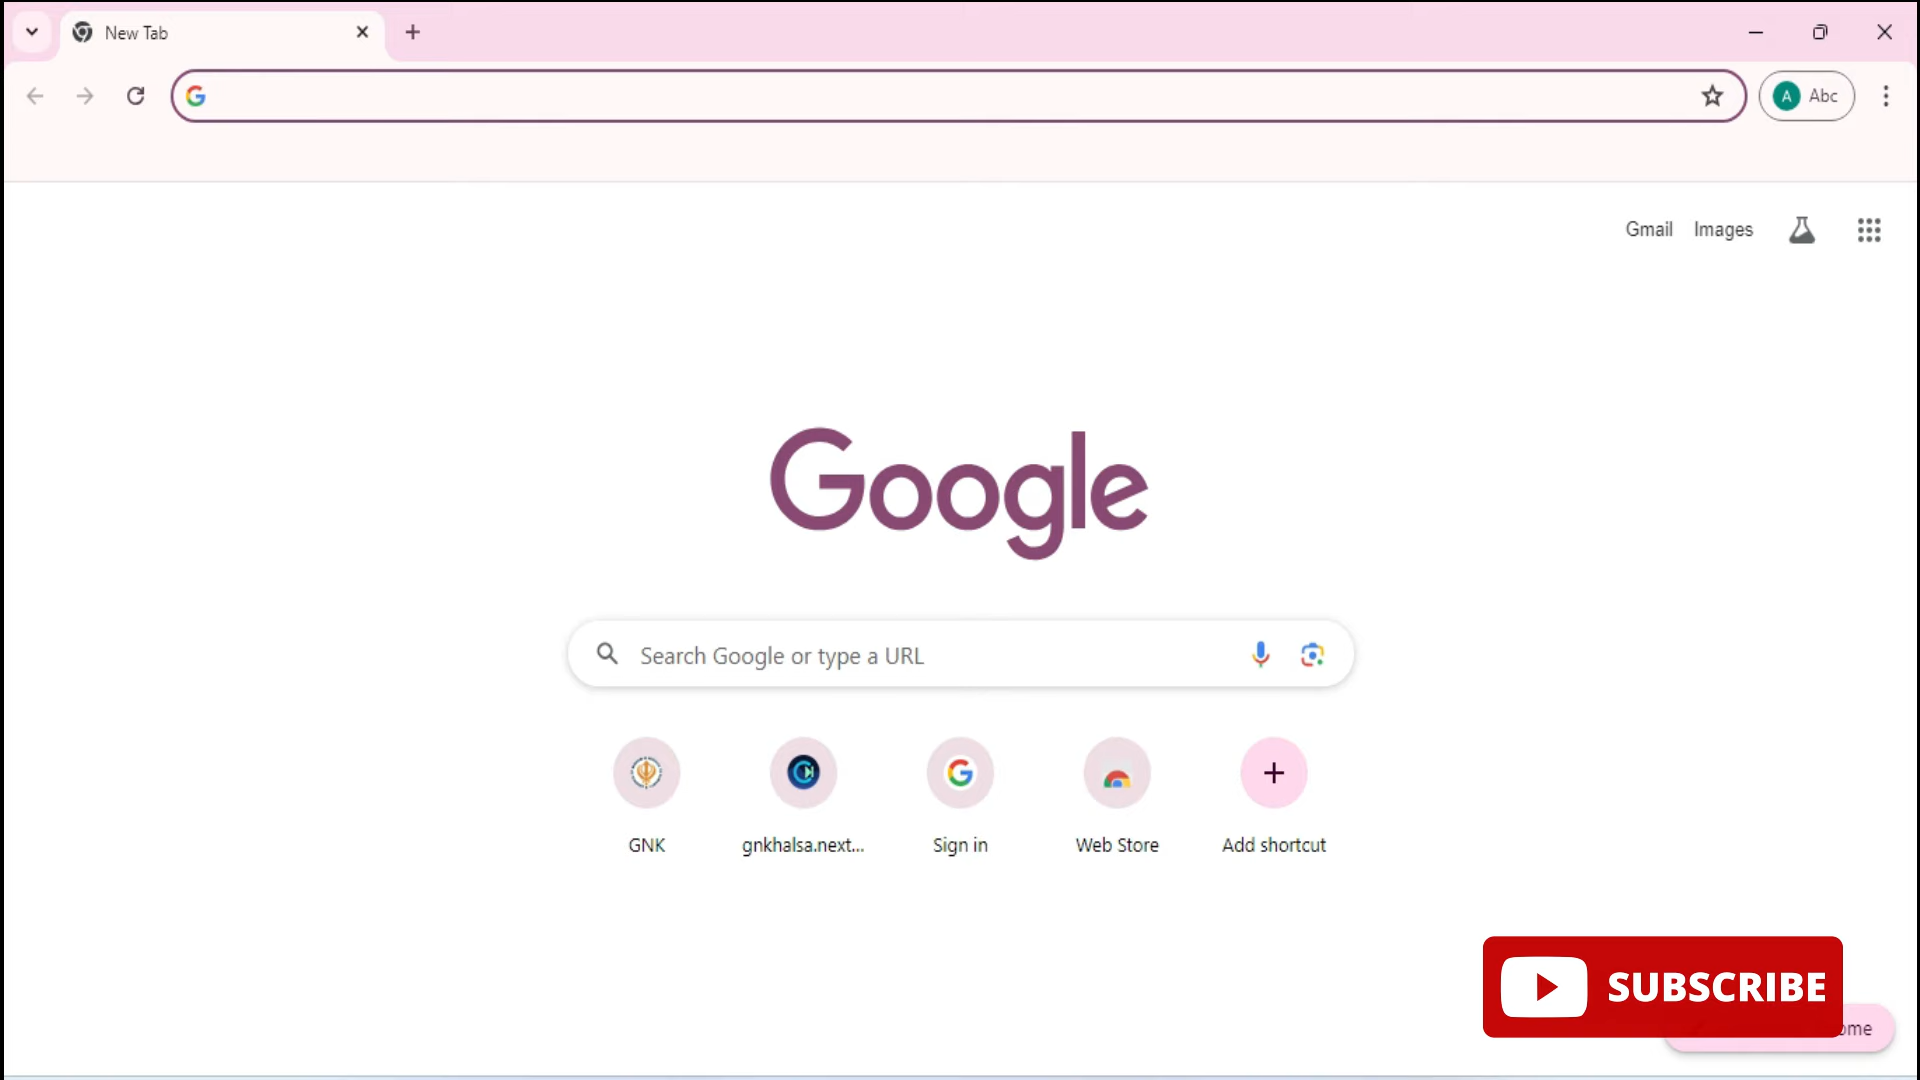 New Tab
A Abc
Gmail Images
Google
Search Google or type a URL
GNK gnkhalsa.next... Sign in Web Store Add shortcut
SUBSCRIBE